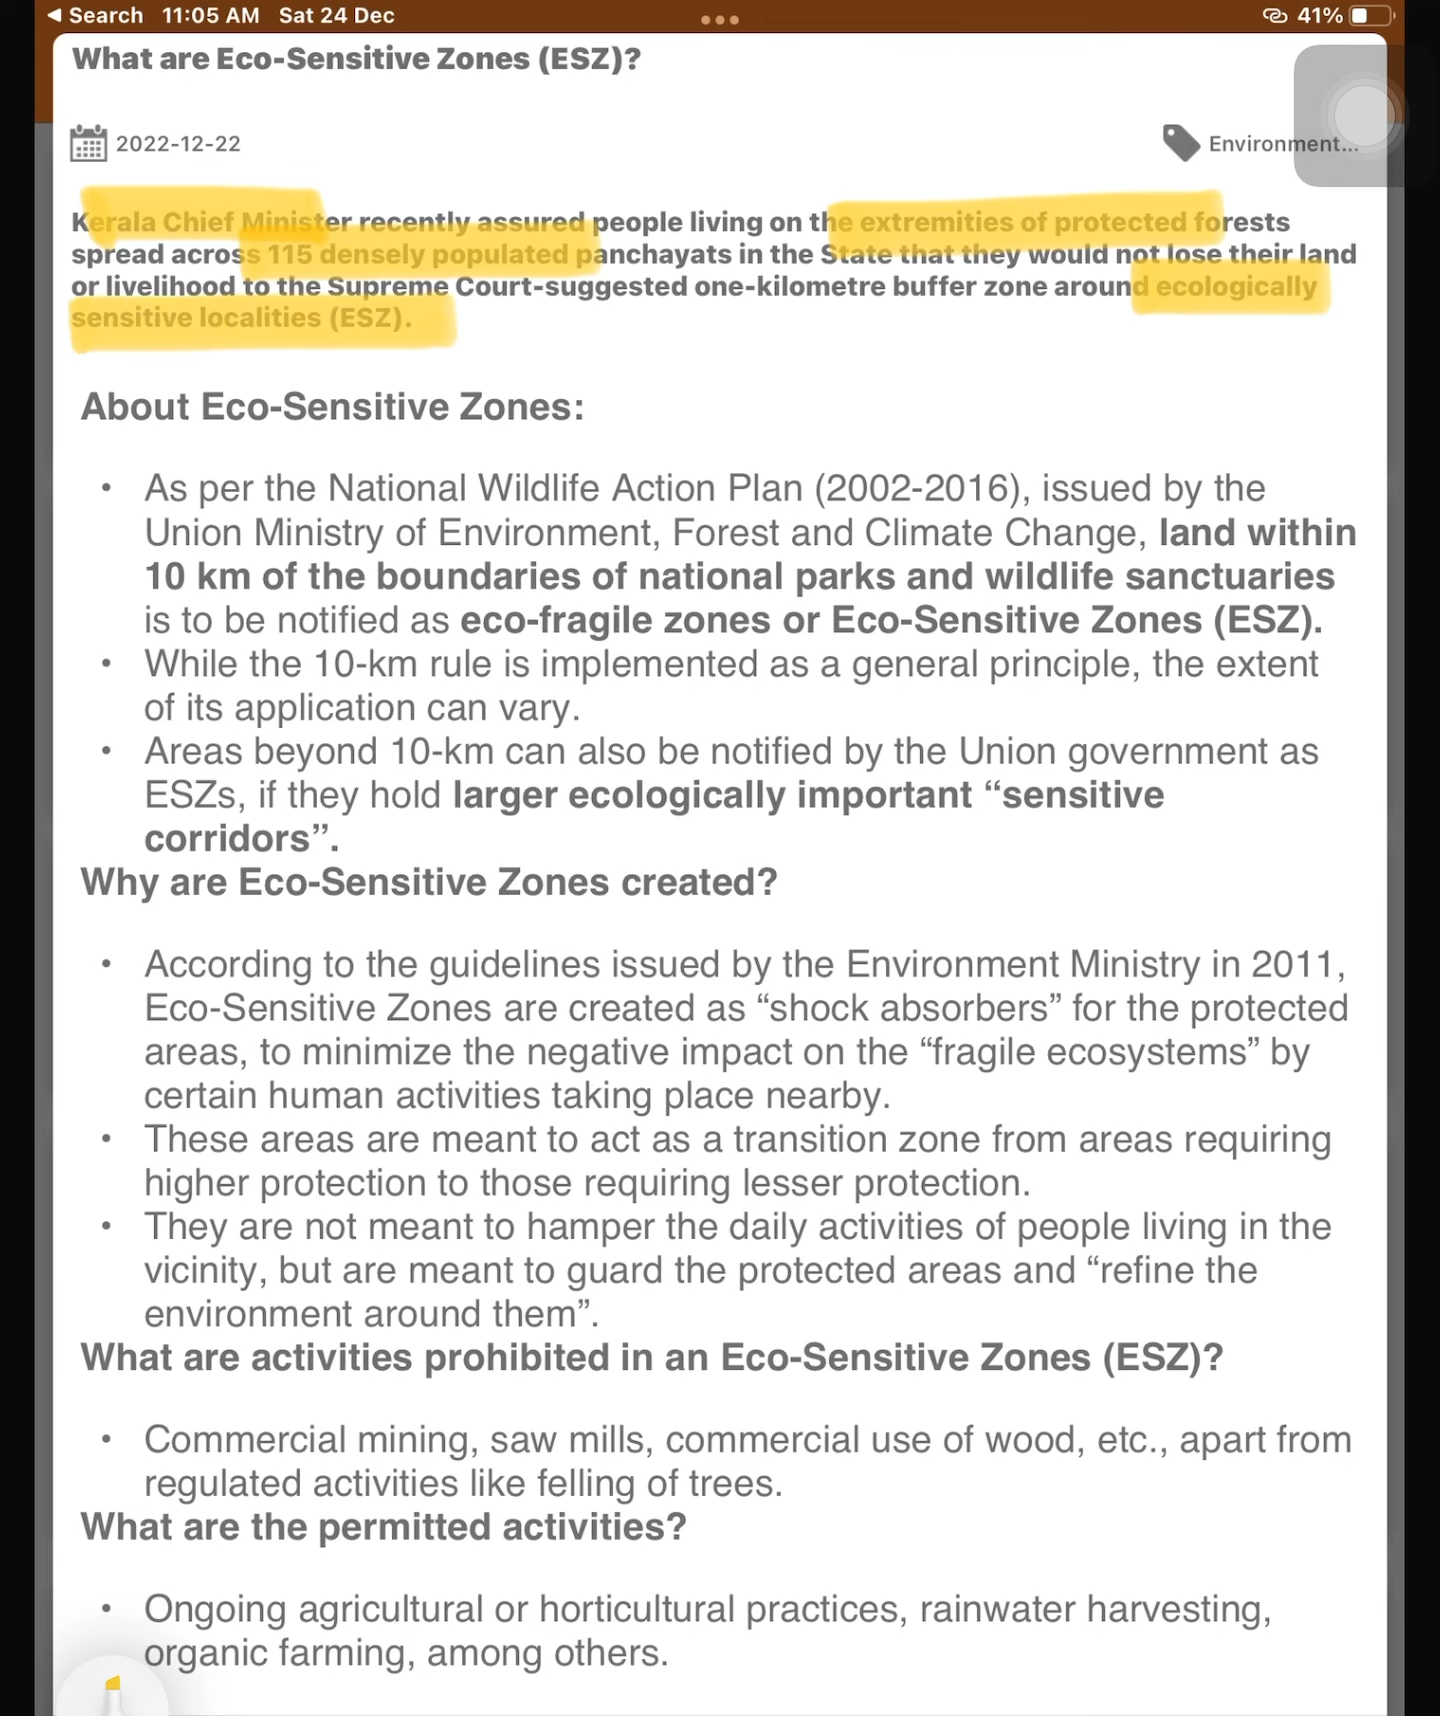 ◀ Search 11:05 AM Sat 24 Dec
41%
What are Eco-Sensitive Zones (ESZ)?
2022-12-22
Environment...
Kerala Chief Minister recently assured people living on the extremities of protected forests
spread across 115 densely populated panchayats in the State that they would not lose their land
or livelihood to the Supreme Court-suggested one-kilometre buffer zone around ecologically
sensitive localities (ESZ).
About Eco-Sensitive Zones:
• As per the National Wildlife Action Plan (2002-2016), issued by the
Union Ministry of Environment, Forest and Climate Change, land within
10 km of the boundaries of national parks and wildlife sanctuaries
is to be notified as eco-fragile zones or Eco-Sensitive Zones (ESZ).
• While the 10-km rule is implemented as a general principle, the extent
of its application can vary.
• Areas beyond 10-km can also be notified by the Union government as
ESZs, if they hold larger ecologically important “sensitive
corridors”.
Why are Eco-Sensitive Zones created?
• According to the guidelines issued by the Environment Ministry in 2011,
Eco-Sensitive Zones are created as “shock absorbers” for the protected
areas, to minimize the negative impact on the “fragile ecosystems” by
certain human activities taking place nearby.
• These areas are meant to act as a transition zone from areas requiring
higher protection to those requiring lesser protection.
• They are not meant to hamper the daily activities of people living in the
vicinity, but are meant to guard the protected areas and “refine the
environment around them”.
What are activities prohibited in an Eco-Sensitive Zones (ESZ)?
• Commercial mining, saw mills, commercial use of wood, etc., apart from
regulated activities like felling of trees.
What are the permitted activities?
• Ongoing agricultural or horticultural practices, rainwater harvesting,
organic farming, among others.